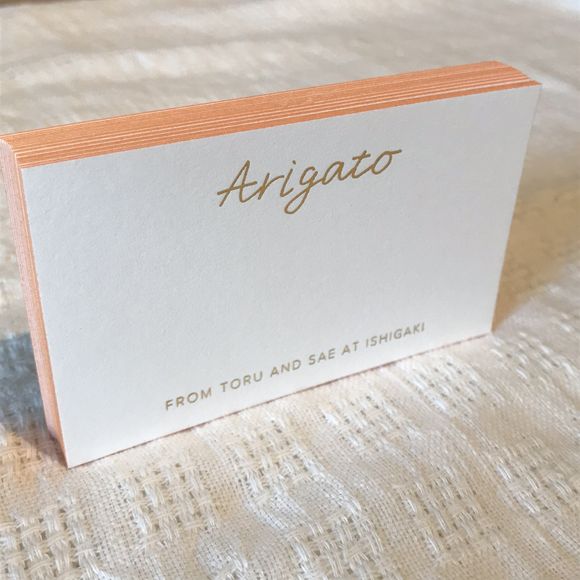 Arigato
FROM TORU AND SAE AT ISHIGAKI